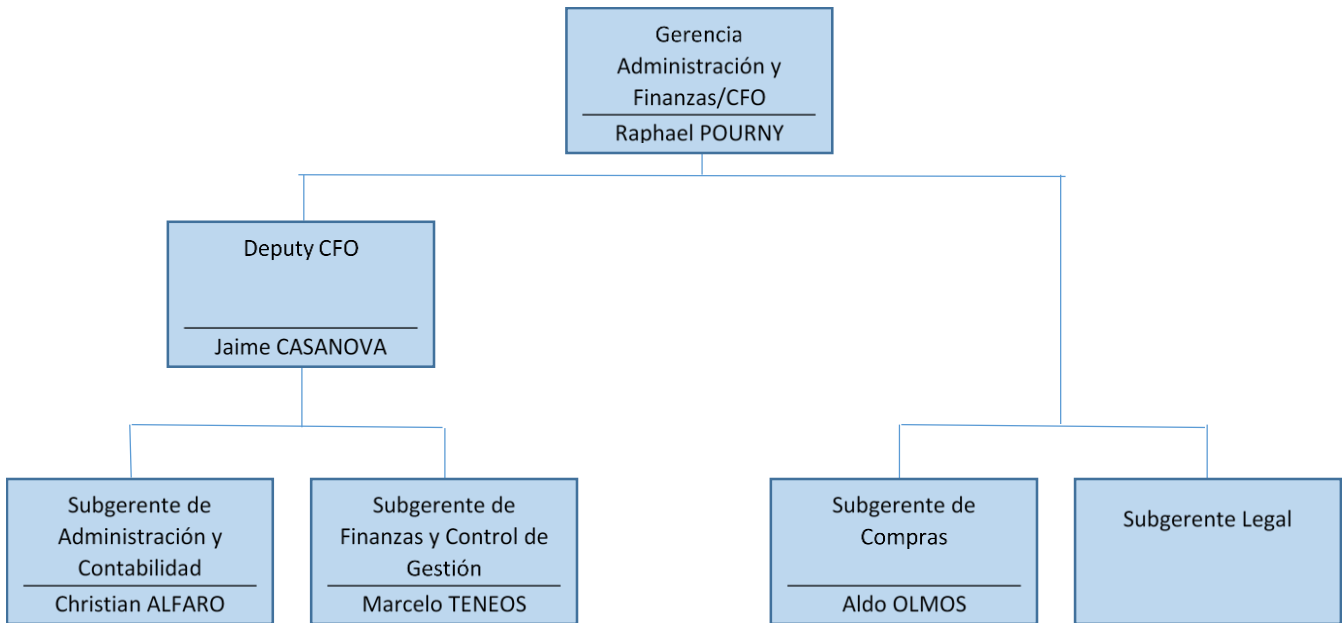 Gerencia
Administración y
Finanzas/CFO
Raphael POURNY
Deputy CFO
Jaime CASANOVA
Subgerente de
Administración y
Contabilidad
Christian ALFARO
Subgerente de
Finanzas y Control de
Gestión
Marcelo TENEOS
Subgerente de
Compras
Aldo OLMOS
Subgerente Legal